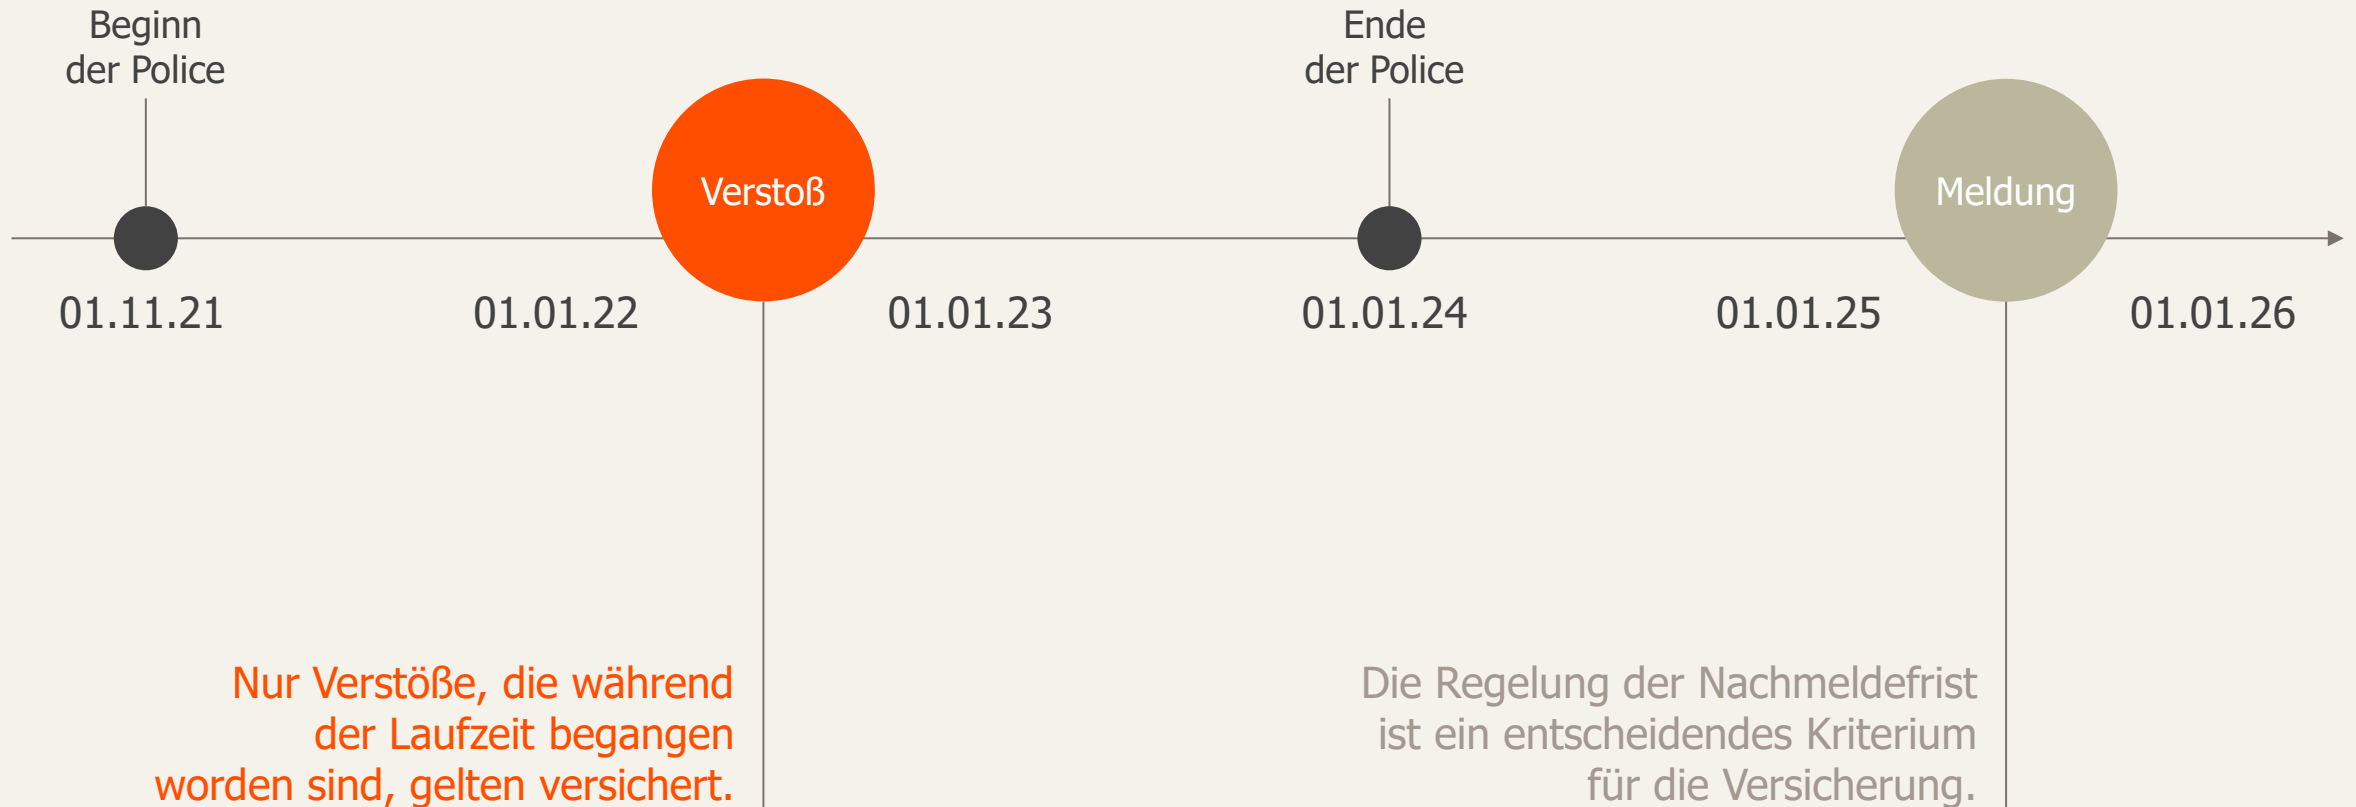 Beginn
der Police
Ende
der Police
Verstoß
Meldung
01.11.21
01.01.22
01.01.23
01.01.24
01.01.25
01.01.26
Nur Verstöße, die während
der Laufzeit begangen
worden sind, gelten versichert.
Die Regelung der Nachmeldefrist
ist ein entscheidendes Kriterium
für die Versicherung.